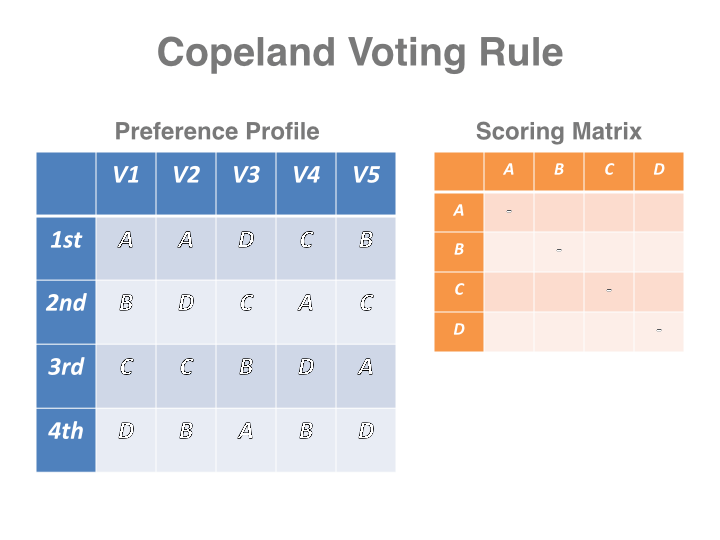 Copeland Voting Rule
Preference Profile
V1 V2 V3 V4 V5
1st A A D C B
2nd B D C A C
3rd C C B D A
4th D B A B D
Scoring Matrix
A B C D
A -
B -
C -
D -